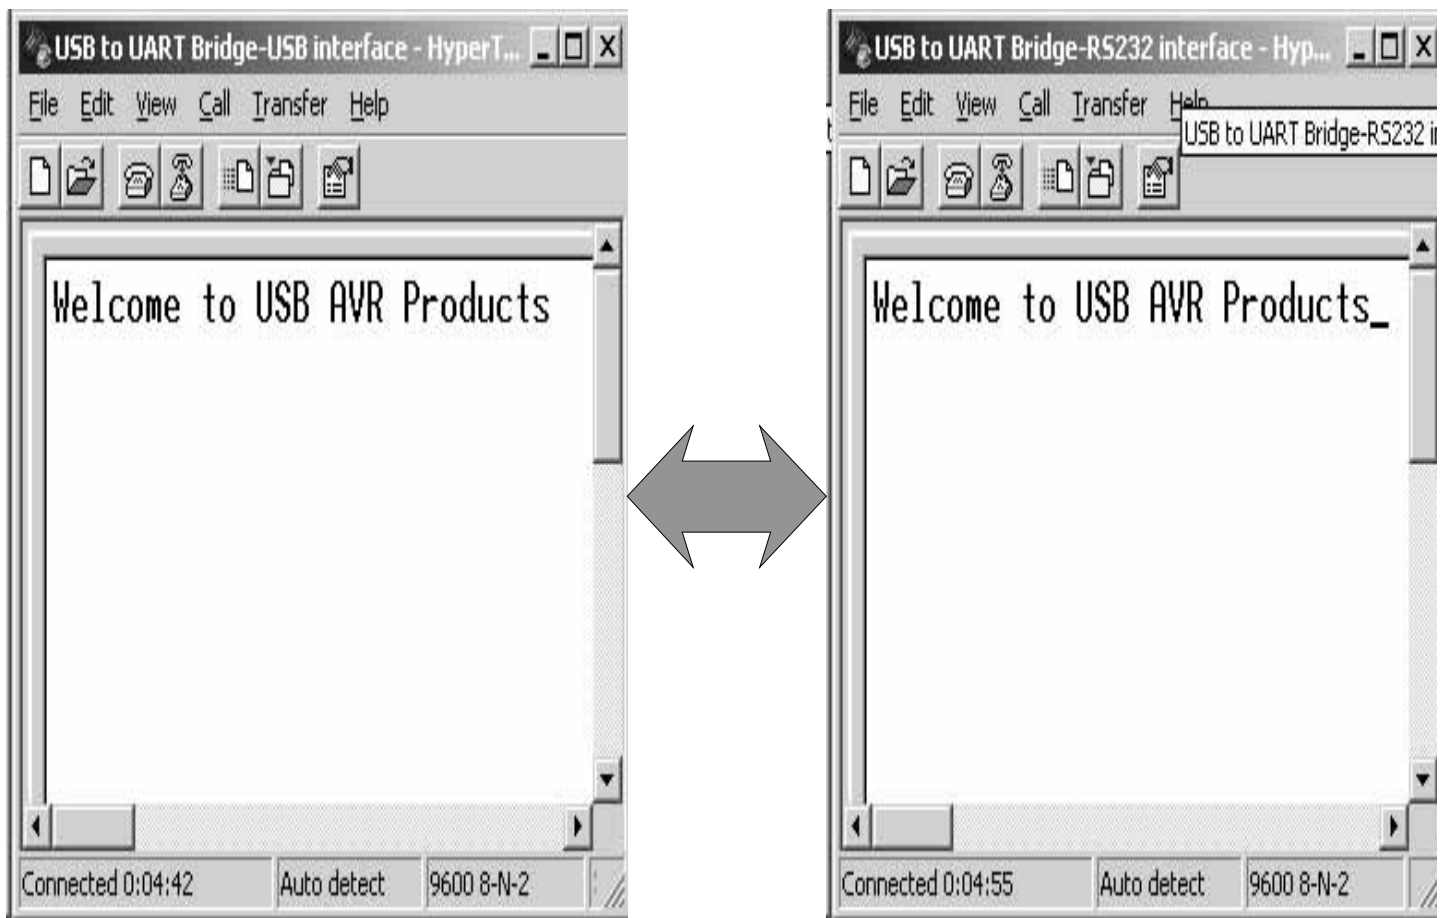 USB to UART Bridge-USB interface - HyperT...
File Edit View Call Transfer Help
Welcome to USB AVR Products
Connected 0:04:42 Auto detect 9600 8-N-2
USB to UART Bridge-RS232 interface - Hyp...
File Edit View Call Transfer Help
USB to UART Bridge-RS232 i
Welcome to USB AVR Products_
Connected 0:04:55 Auto detect 9600 8-N-2